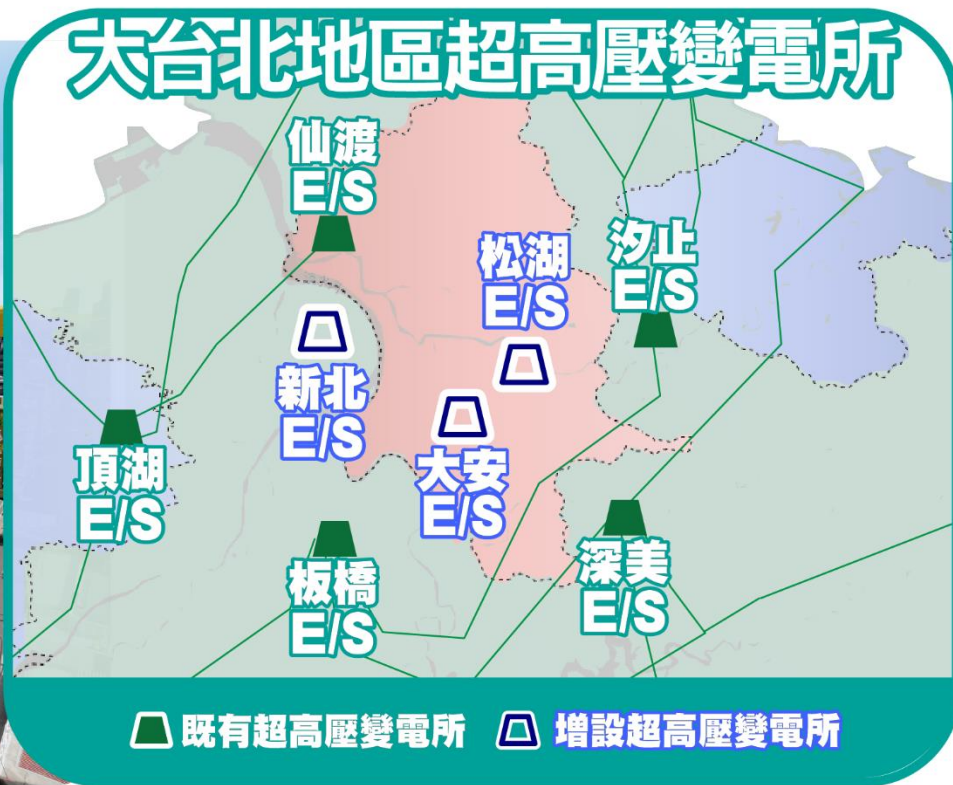 大台北地區超高壓變電所
仙渡
E/S
松湖
E/S
汐止
E/S
新北
E/S
大安
E/S
頂湖
E/S
板橋
E/S
深美
E/S
既有超高壓變電所
增設超高壓變電所